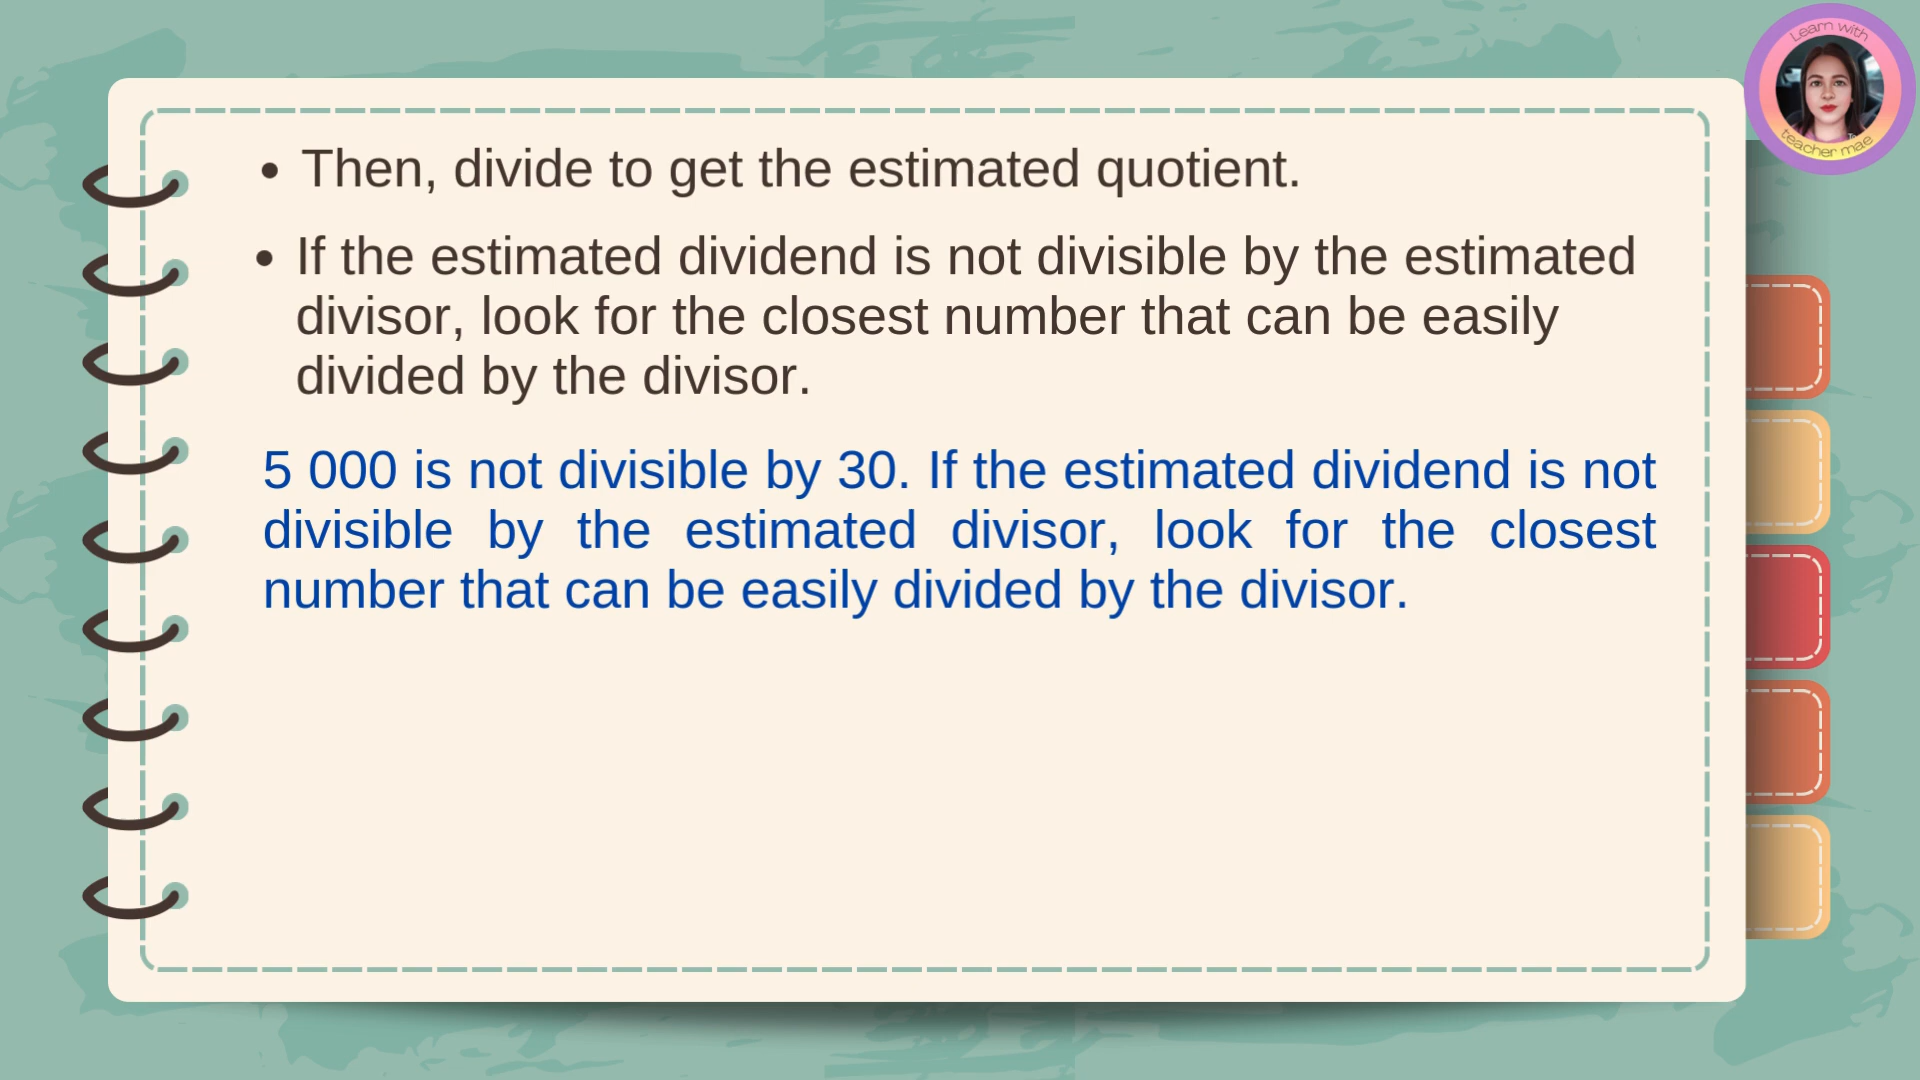 Learn with
teacher mae
• Then, divide to get the estimated quotient.
• If the estimated dividend is not divisible by the estimated
divisor, look for the closest number that can be easily
divided by the divisor.
5 000 is not divisible by 30. If the estimated dividend is not
divisible by the estimated divisor, look for the closest
number that can be easily divided by the divisor.